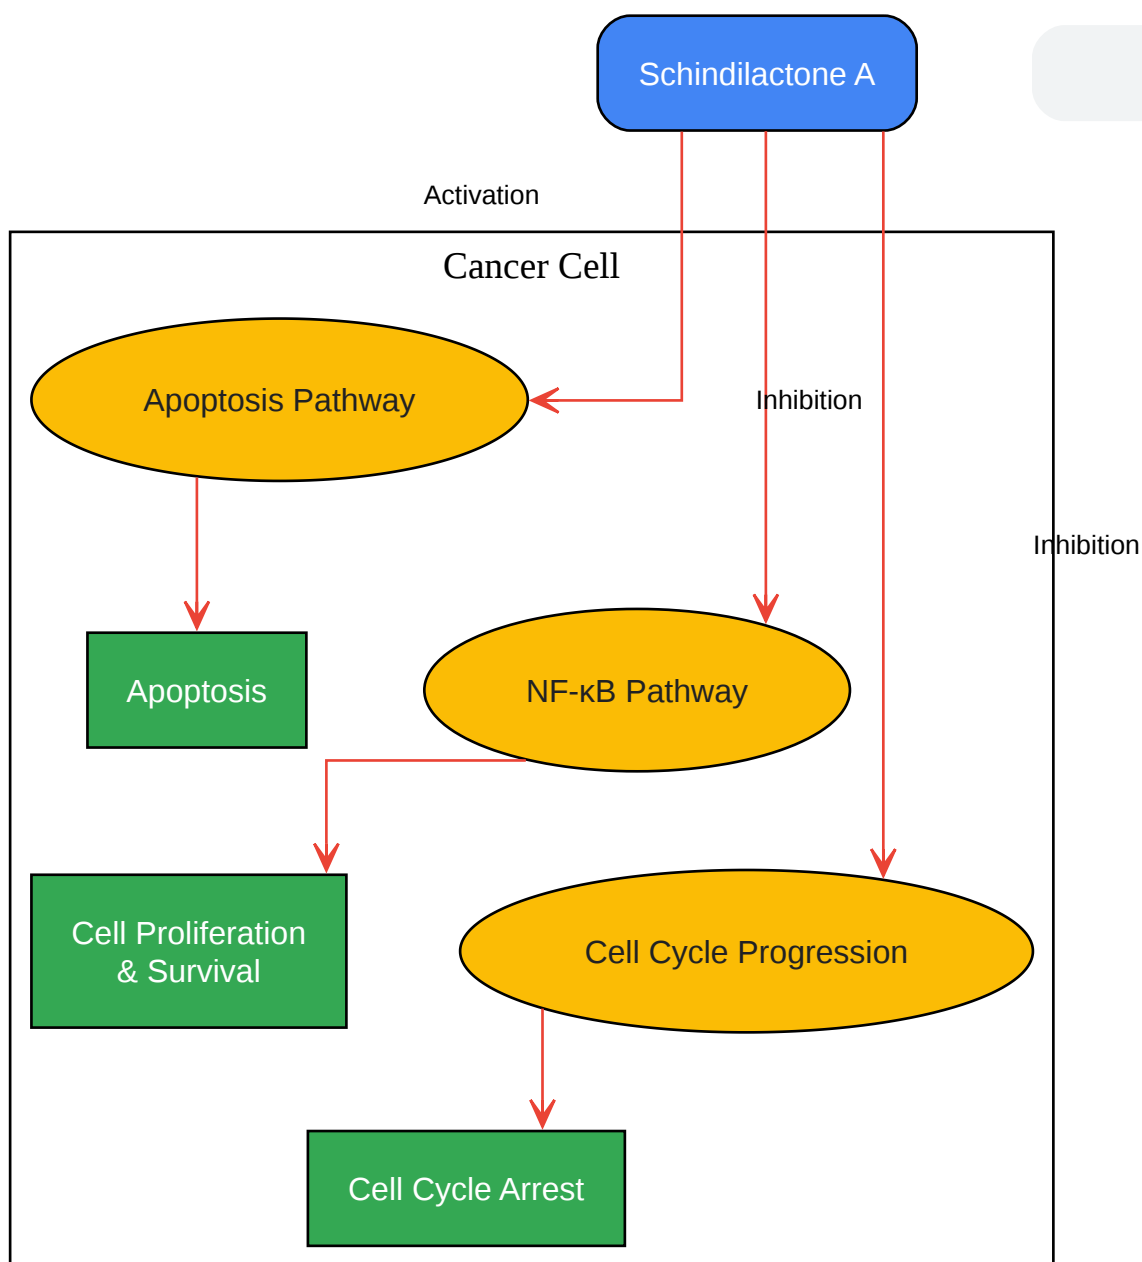 Schindilactone A
Activation
Cancer Cell
Apoptosis Pathway
Inhibition
Inhibition
Apoptosis
NF-κB Pathway
Cell Proliferation
& Survival
Cell Cycle Progression
Cell Cycle Arrest